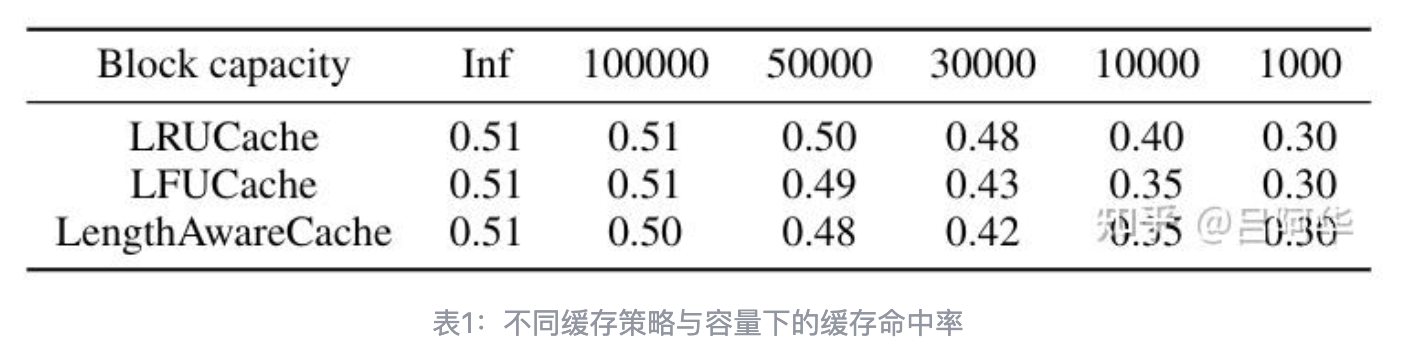 Block capacity Inf 100000 50000 30000 10000 1000
LRUCache 0.51 0.51 0.50 0.48 0.40 0.30
LFUCache 0.51 0.51 0.49 0.43 0.35 0.30
LengthAwareCache 0.51 0.50 0.48 0.42 0.35 0.30
知乎 @吕阿华
表1：不同缓存策略与容量下的缓存命中率